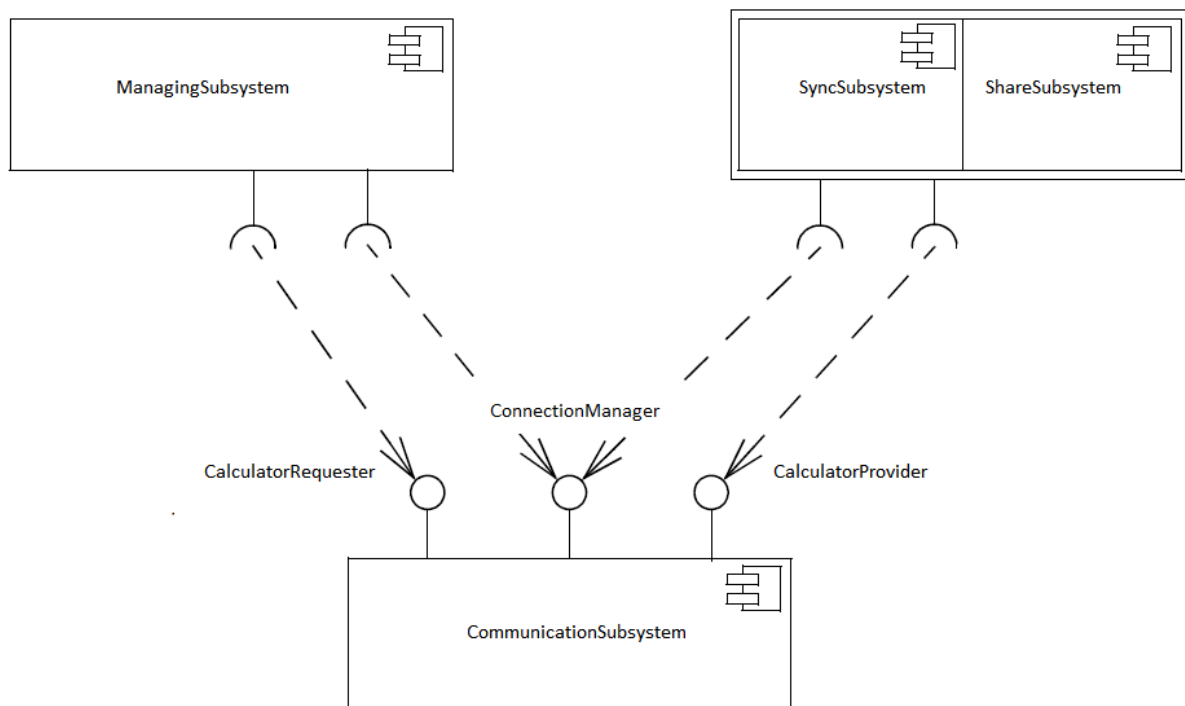 ManagingSubsystem
SyncSubsystem
ShareSubsystem
ConnectionManager
CalculatorRequester
CalculatorProvider
CommunicationSubsystem